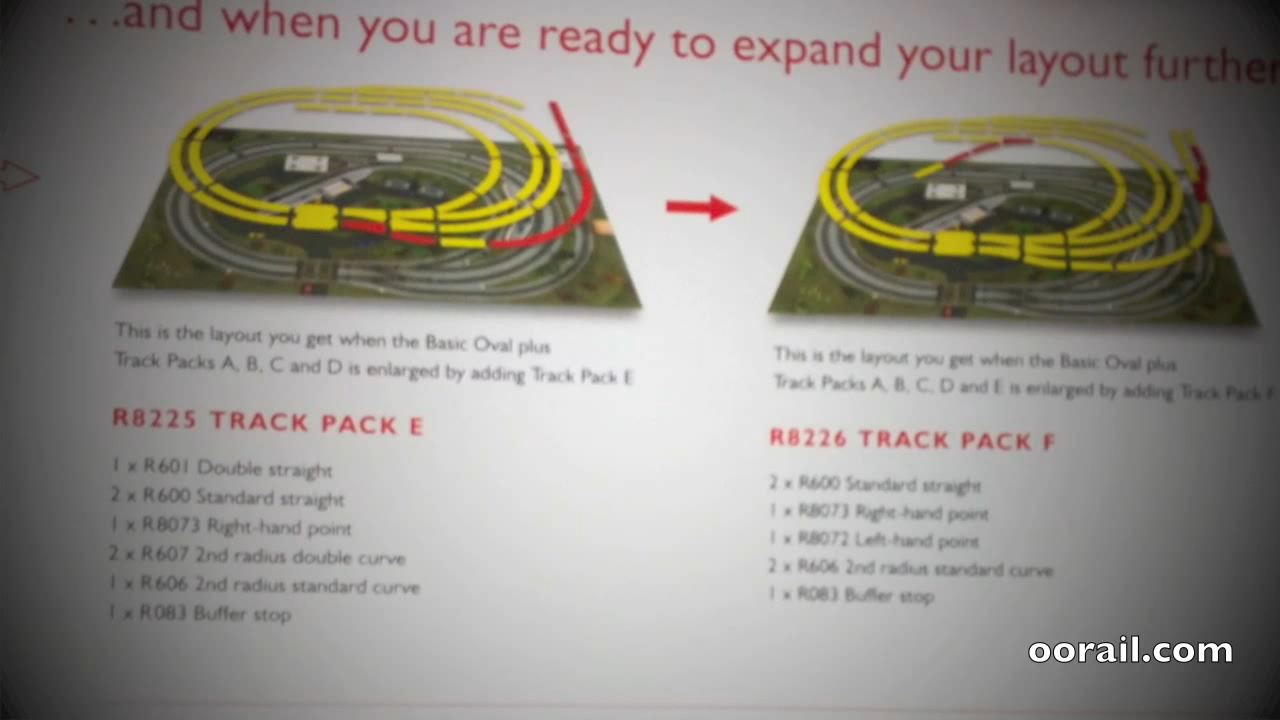 ...and when you are ready to expand your layout further
This is the layout you get when the Basic Oval plus
Track Packs A, B, C and D is enlarged by adding Track Pack E
R8225 TRACK PACK E
1 x R601 Double straight
2 x R600 Standard straight
1 x R8073 Right-hand point
2 x R607 2nd radius double curve
1 x R606 2nd radius standard curve
1 x R083 Buffer stop
This is the layout you get when the Basic Oval plus
Track Packs A, B, C, D and E is enlarged by adding Track Pack F
R8226 TRACK PACK F
2 x R600 Standard straight
1 x R8073 Right-hand point
1 x R8072 Left-hand point
2 x R606 2nd radius standard curve
1 x R083 Buffer stop
oorail.com